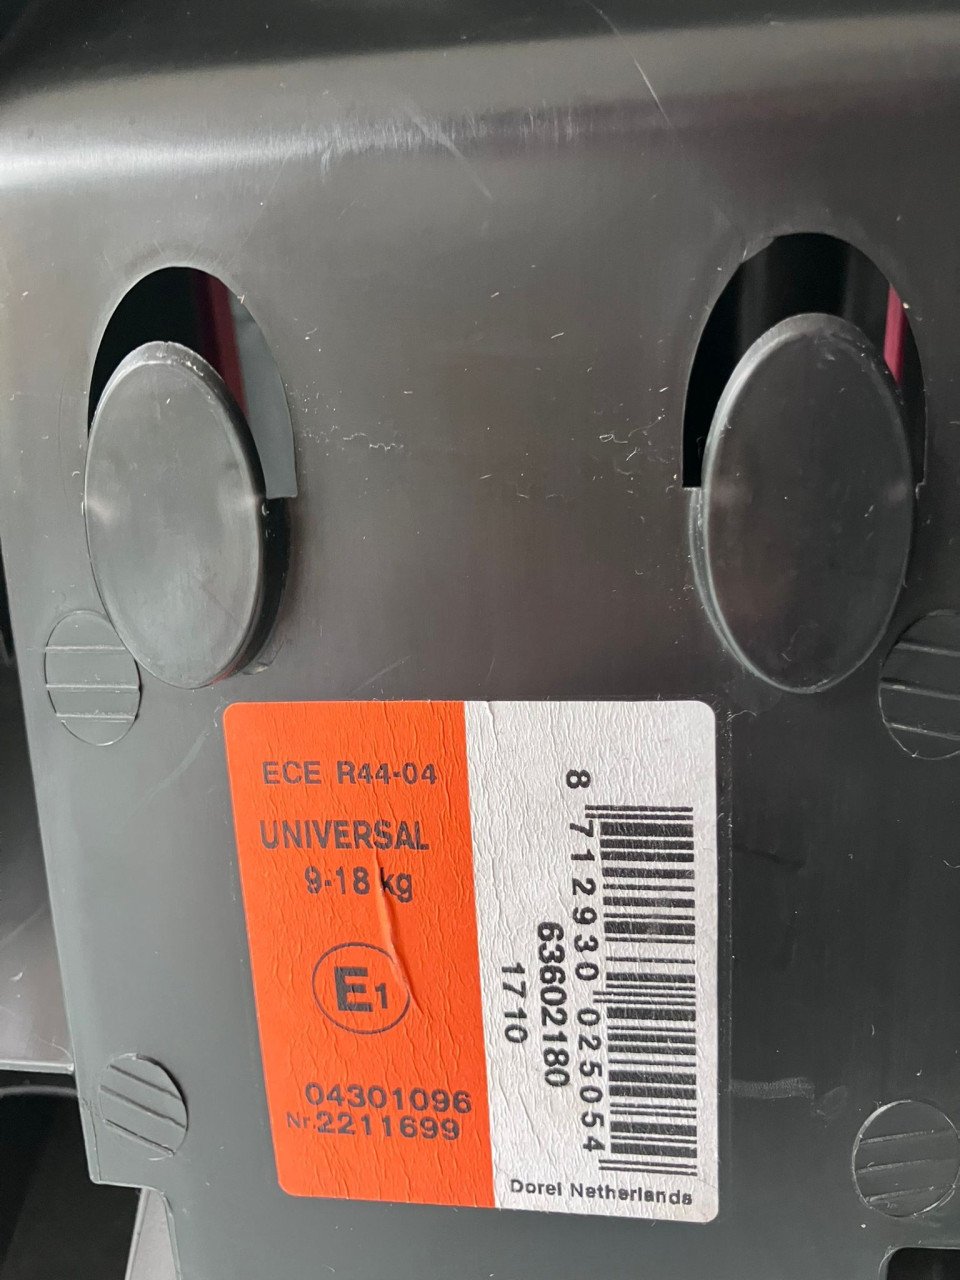 ECE R44-04
UNIVERSAL
9-18 kg
E1
04301096
Nr.2211699
8 712930 025054
63602180
1710
Dorel Netherlands